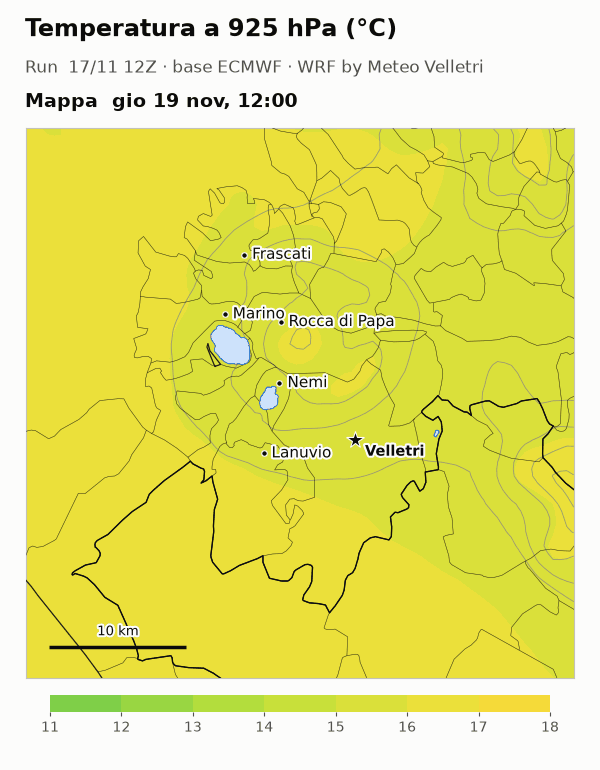 Temperatura a 925 hPa (°C)
Run  17/11 12Z · base ECMWF · WRF by Meteo Velletri
Mappa  gio 19 nov, 12:00
Frascati
Marino
Rocca di Papa
Nemi
Velletri
Lanuvio
10 km
11 12 13 14 15 16 17 18